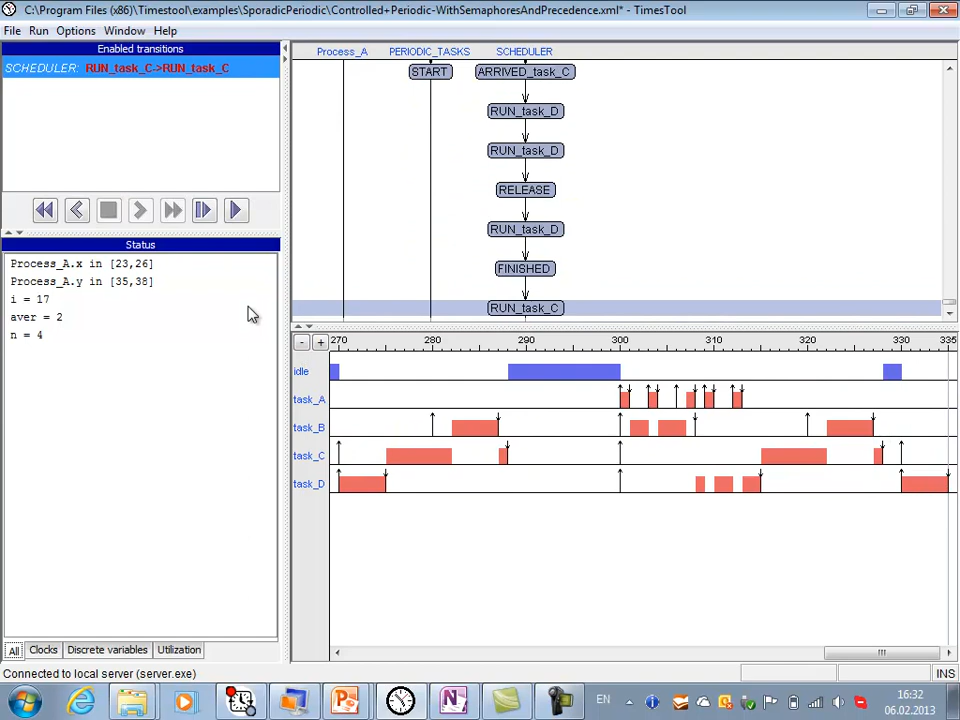 C:\Program Files (x86)\Timestool\examples\SporadicPeriodic\Controlled+Periodic-WithSemaphoresAndPrecedence.xml* - TimesTool
File Run Options Window Help
Enabled transitions
SCHEDULER: RUN_task_C->RUN_task_C
Status
Process_A.x in [23,26]
Process_A.y in [35,38]
i = 17
aver = 2
n = 4
All Clocks Discrete variables Utilization
Process_A PERIODIC_TASKS SCHEDULER
START ARRIVED_task_C
RUN_task_D
RUN_task_D
RELEASE
RUN_task_D
FINISHED
RUN_task_C
- + 270 280 290 300 310 320 330 335
idle
task_A
task_B
task_C
task_D
Connected to local server (server.exe)
INS
EN
16:32
06.02.2013